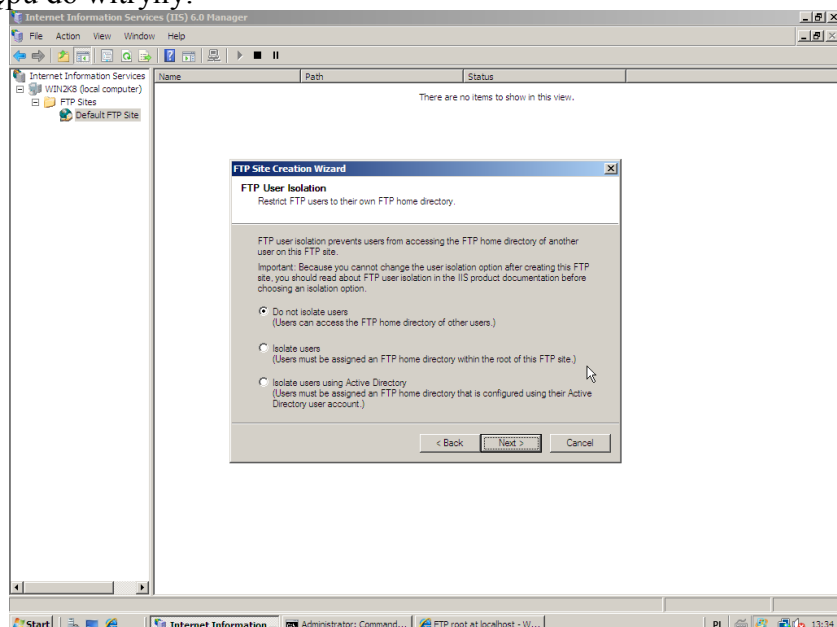 do witryny.
Internet Information Services (IIS) 6.0 Manager
File Action View Window Help
Internet Information Services
WIN2K8 (local computer)
FTP Sites
Default FTP Site
Name Path Status
There are no items to show in this view.
FTP Site Creation Wizard
FTP User Isolation
Restrict FTP users to their own FTP home directory.
FTP user isolation prevents users from accessing the FTP home directory of another
user on this FTP site.
Important: Because you cannot change the user isolation option after creating this FTP
site, you should read about FTP user isolation in the IIS product documentation before
choosing an isolation option.
Do not isolate users
(Users can access the FTP home directory of other users.)
Isolate users
(Users must be assigned an FTP home directory within the root of this FTP site.)
Isolate users using Active Directory
(Users must be assigned an FTP home directory that is configured using their Active
Directory user account.)
< Back Next > Cancel
Start Internet Information... Administrator: Command... FTP root at localhost - W... PL 13:34